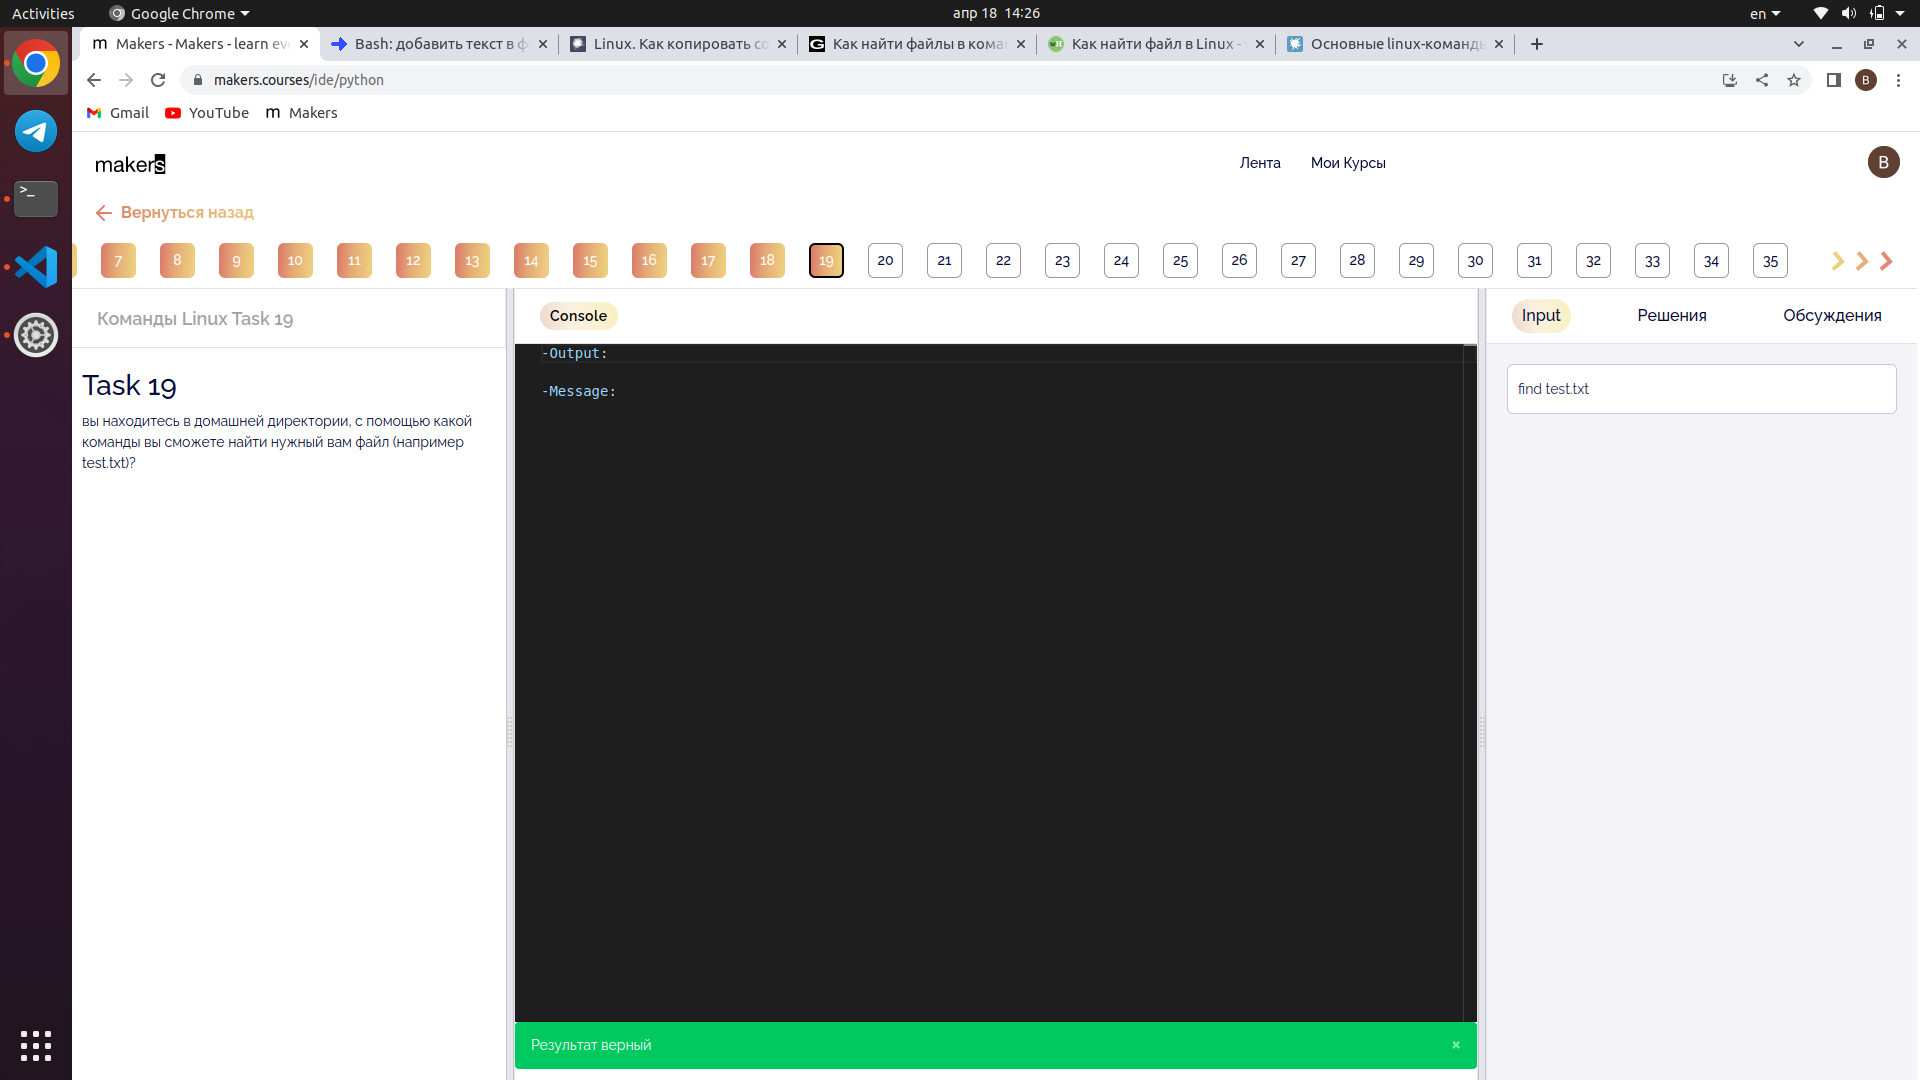 Activities
Google Chrome
апр 18 14:26
en
Makers - Makers - learn eve
Bash: добавить текст в ф
Linux. Как копировать со
Как найти файлы в кома
Как найти файл в Linux -
Основные linux-команды
makers.courses/ide/python
B
Gmail
YouTube
Makers
makers
Лента
Мои Курсы
B
Вернуться назад
7 8 9 10 11 12 13 14 15 16 17 18 19 20 21 22 23 24 25 26 27 28 29 30 31 32 33 34 35
Команды Linux Task 19
Console
Input
Решения
Обсуждения
Task 19
вы находитесь в домашней директории, с помощью какой
команды вы сможете найти нужный вам файл (например
test.txt)?
-Output:
-Message:
find test.txt
Результат верный